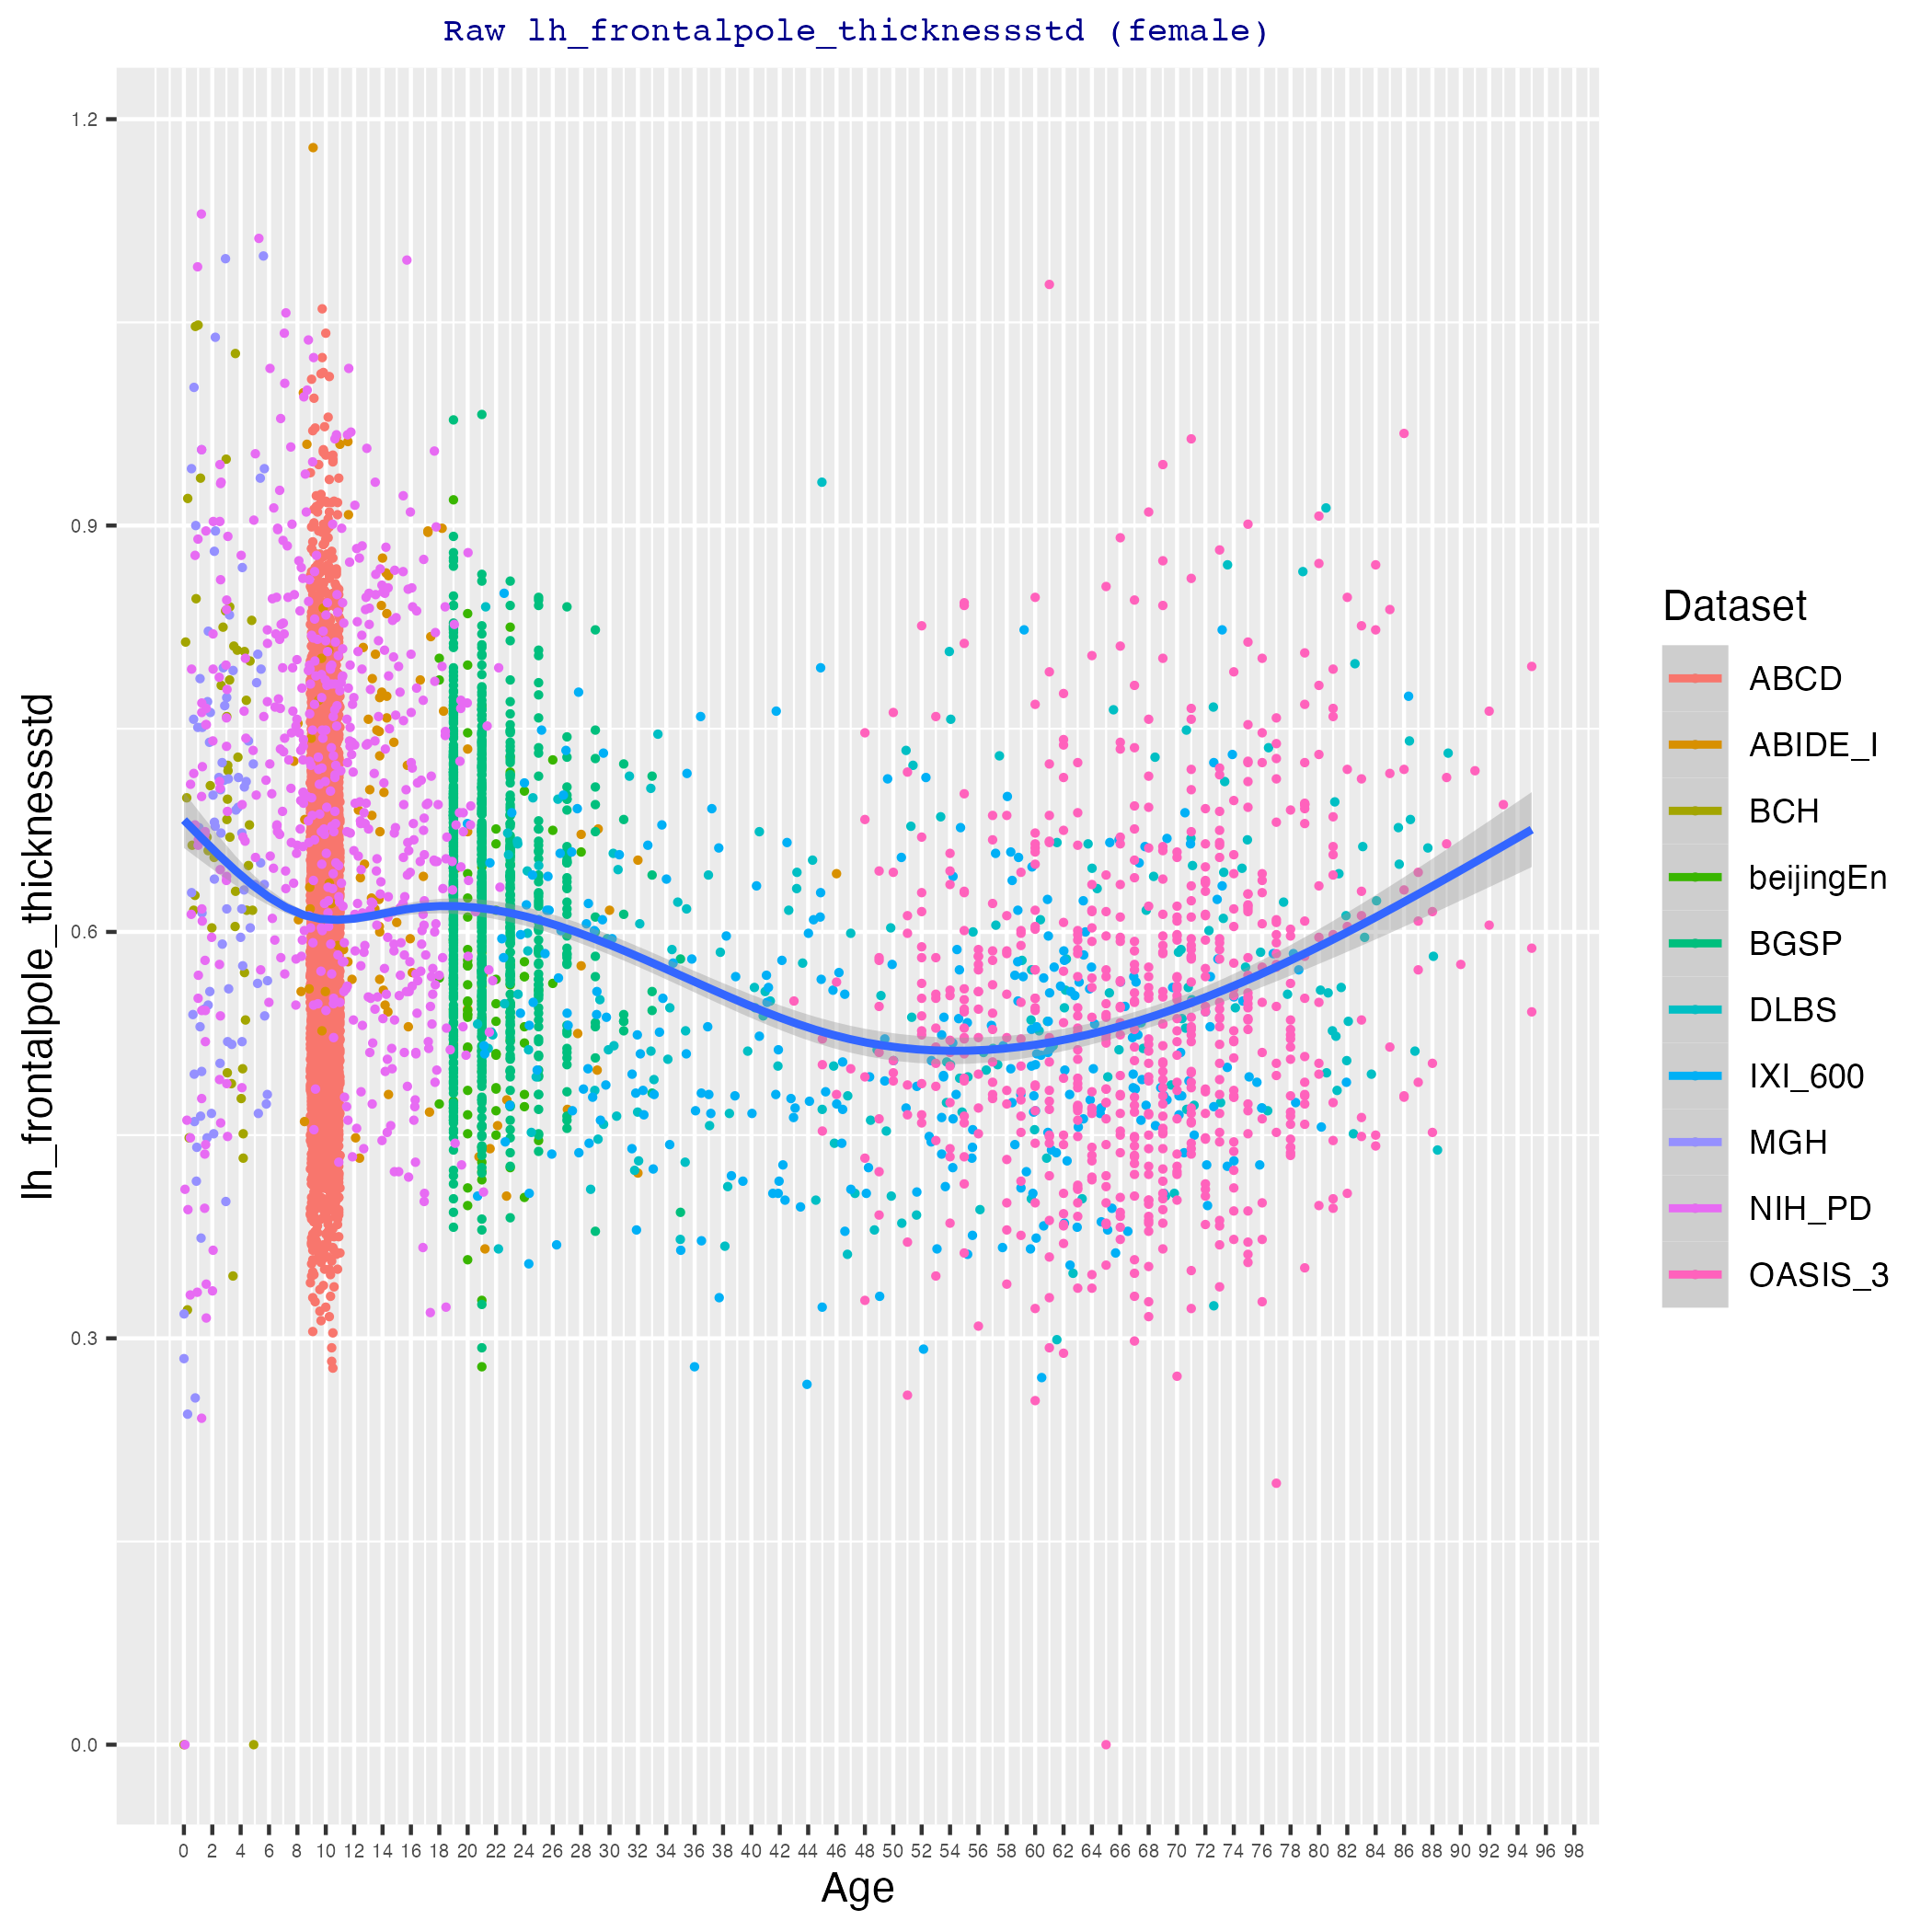 Raw lh_frontalpole_thicknessstd (female)
lh_frontalpole_thicknessstd
1.2
0.9
0.6
0.3
0.0
0 2 4 6 8 10 12 14 16 18 20 22 24 26 28 30 32 34 36 38 40 42 44 46 48 50 52 54 56 58 60 62 64 66 68 70 72 74 76 78 80 82 84 86 88 90 92 94 96 98
Age
Dataset
ABCD
ABIDE_I
BCH
beijingEn
BGSP
DLBS
IXI_600
MGH
NIH_PD
OASIS_3